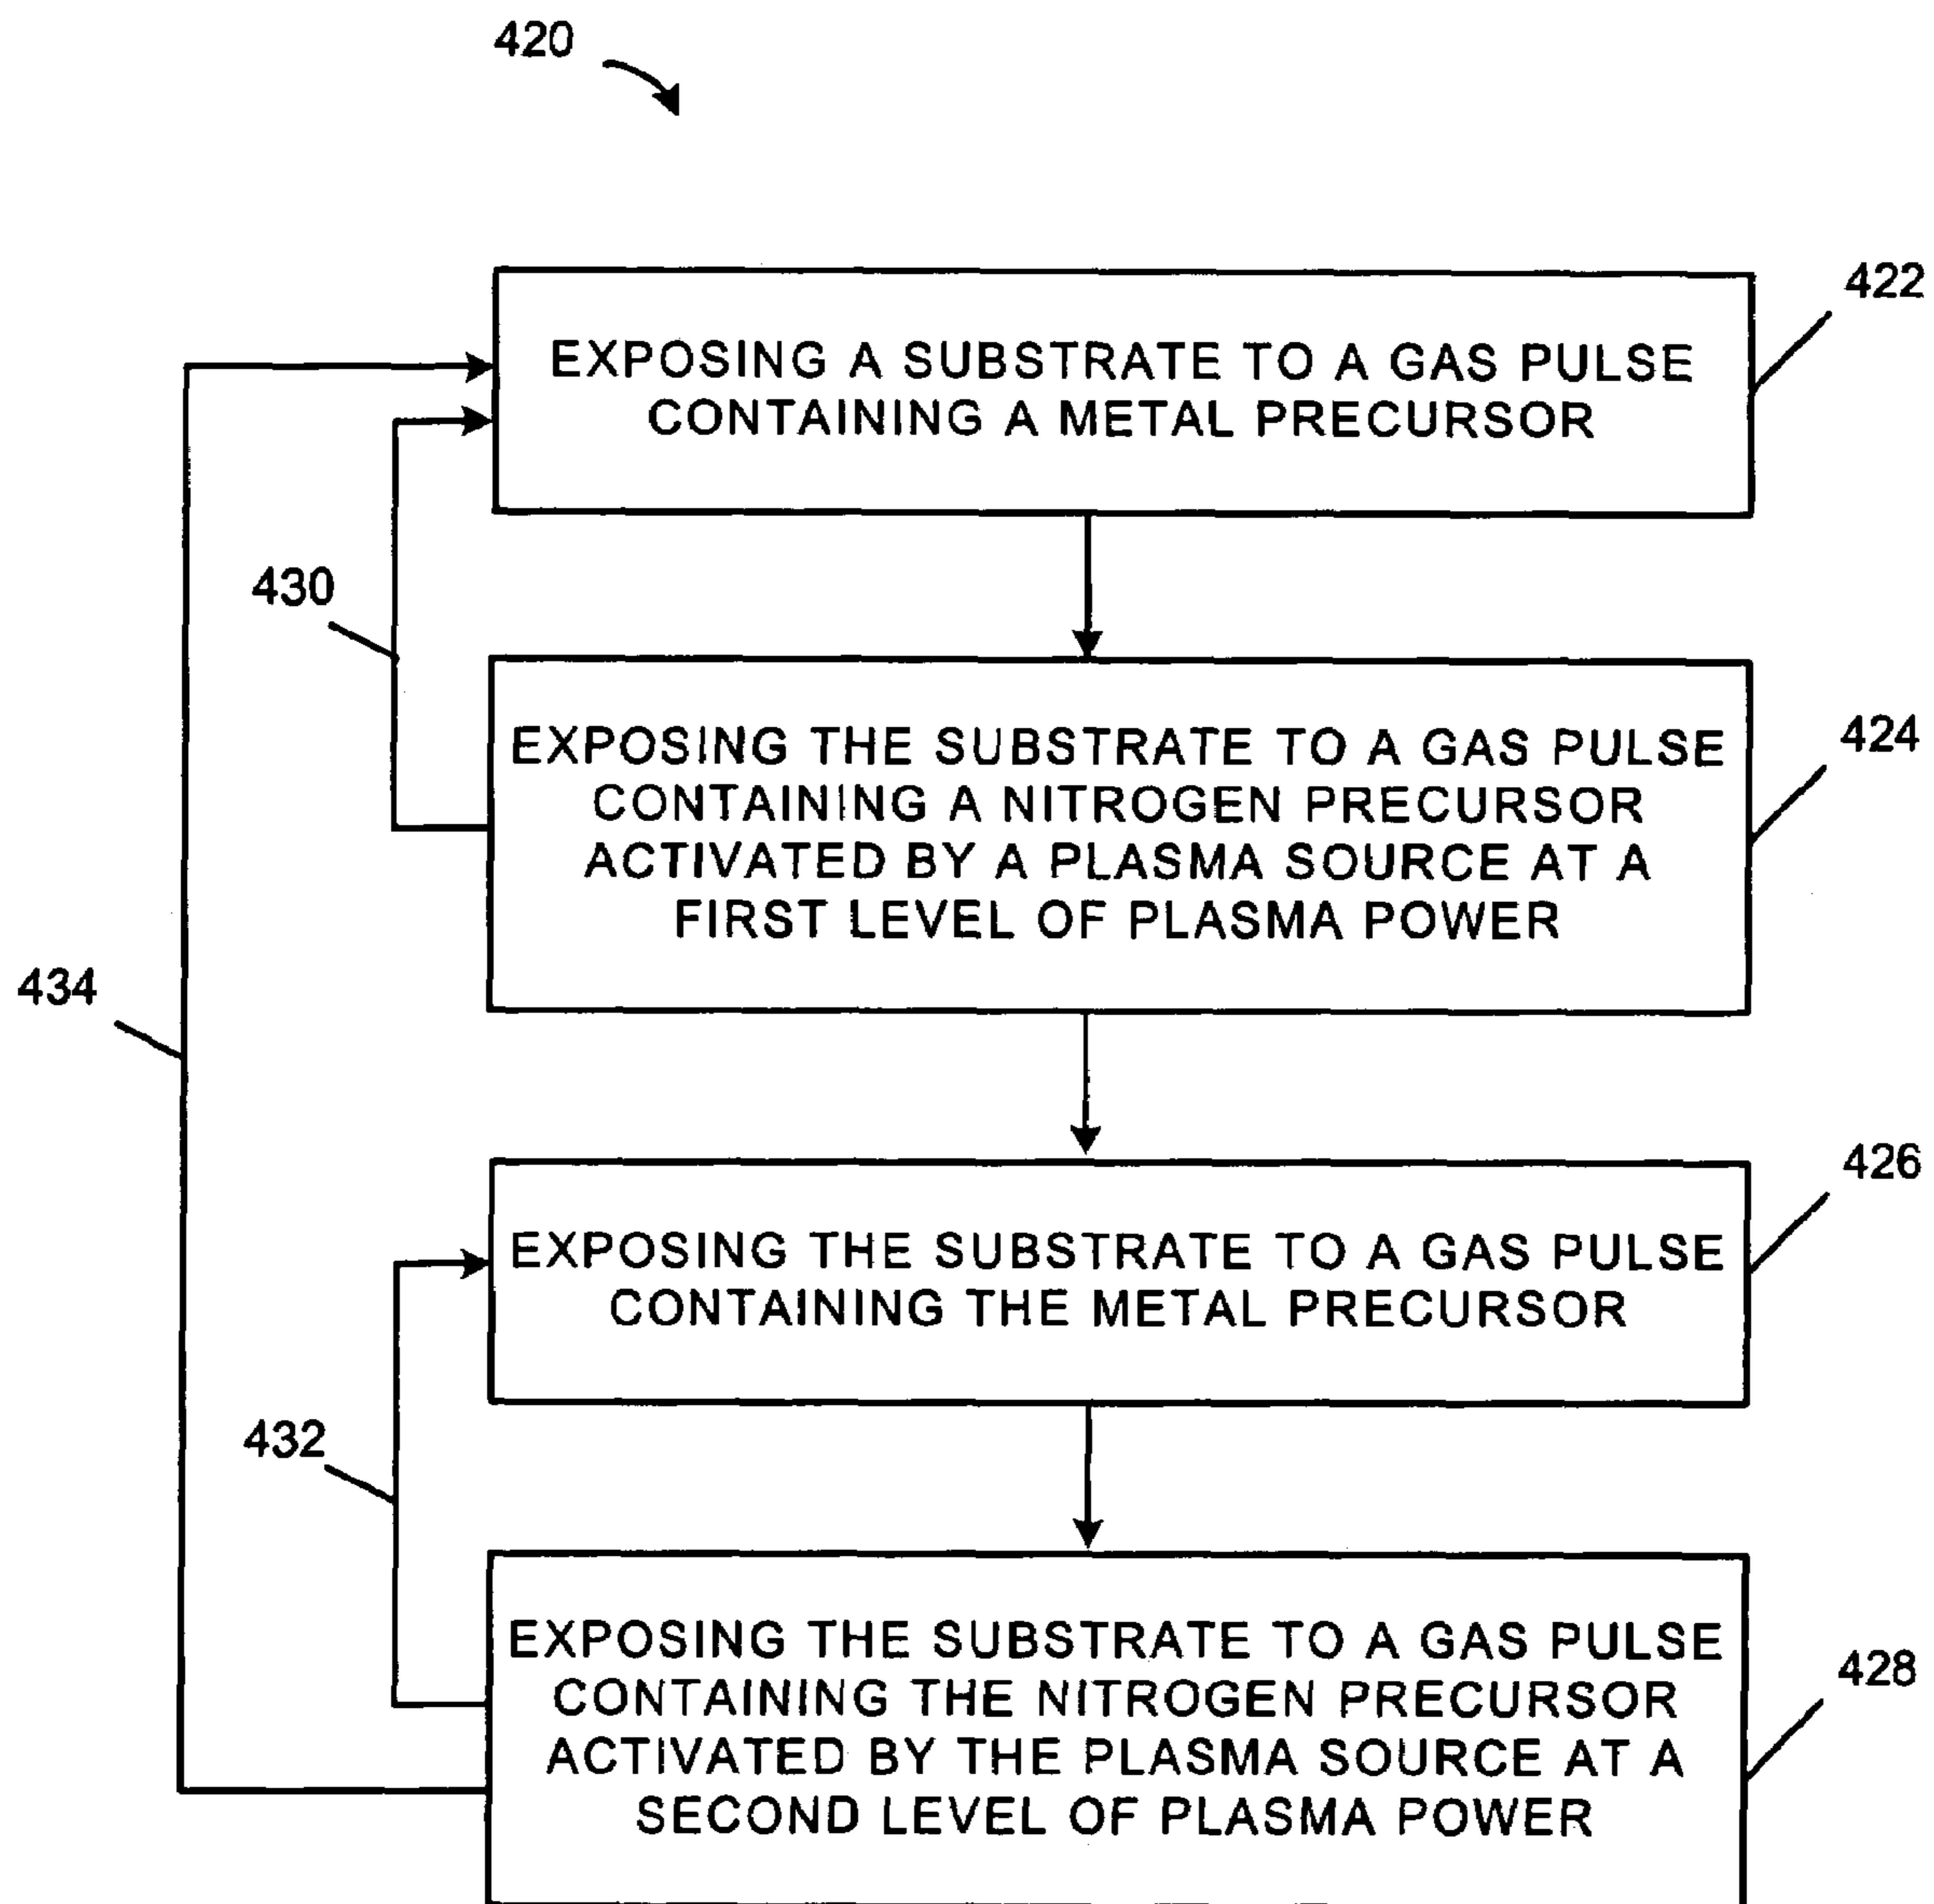 420
422
EXPOSING A SUBSTRATE TO A GAS PULSE
CONTAINING A METAL PRECURSOR
430
424
EXPOSING THE SUBSTRATE TO A GAS PULSE
CONTAINING A NITROGEN PRECURSOR
ACTIVATED BY A PLASMA SOURCE AT A
FIRST LEVEL OF PLASMA POWER
434
426
EXPOSING THE SUBSTRATE TO A GAS PULSE
CONTAINING THE METAL PRECURSOR
432
428
EXPOSING THE SUBSTRATE TO A GAS PULSE
CONTAINING THE NITROGEN PRECURSOR
ACTIVATED BY THE PLASMA SOURCE AT A
SECOND LEVEL OF PLASMA POWER